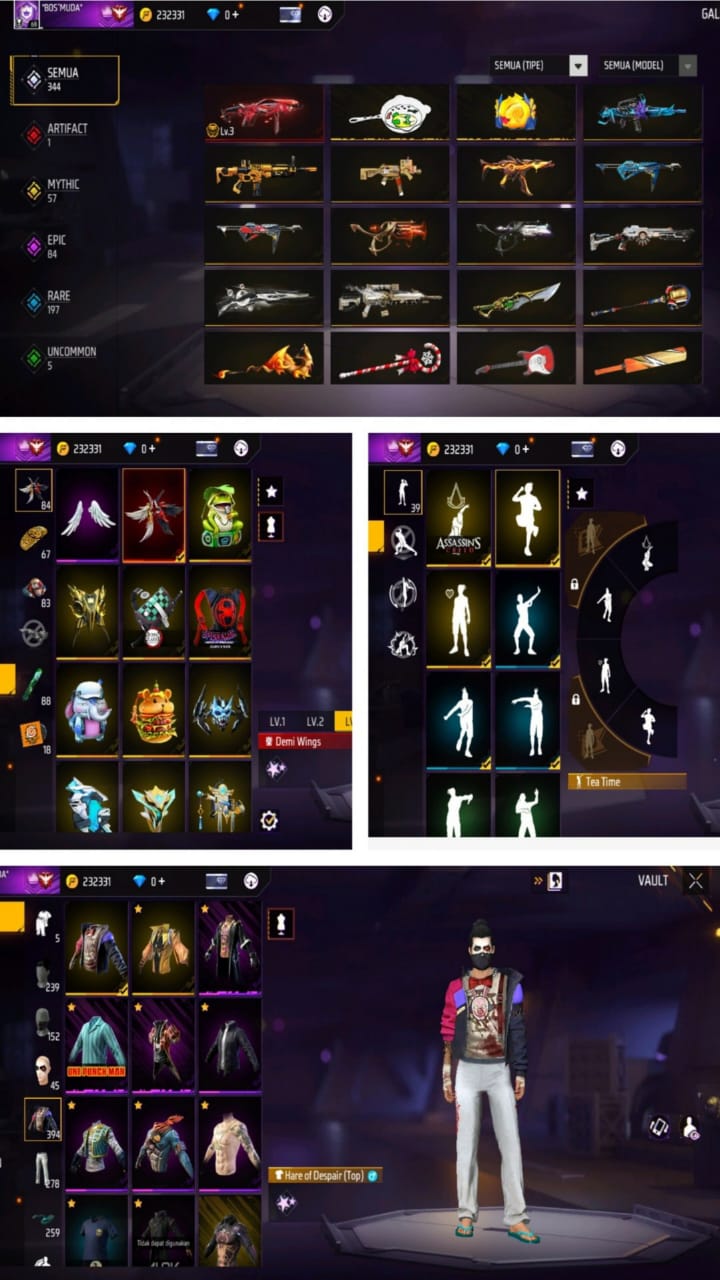 "BOS"MUDA"
68
232331
0 +
GAL
SEMUA
344
SEMUA (TIPE)
SEMUA (MODEL)
ARTIFACT
1
MYTHIC
57
EPIC
84
RARE
197
UNCOMMON
5
Lv.3
232331
0 +
84
67
83
88
18
LV.1 LV.2
Demi Wings
232331
0 +
39
ASSASSIN'S
CREED
Tea Time
232331
0 +
VAULT
5
239
152
45
394
278
259
ONE PUNCH MAN
Hare of Despair (Top)
Tidak dapat digunakan